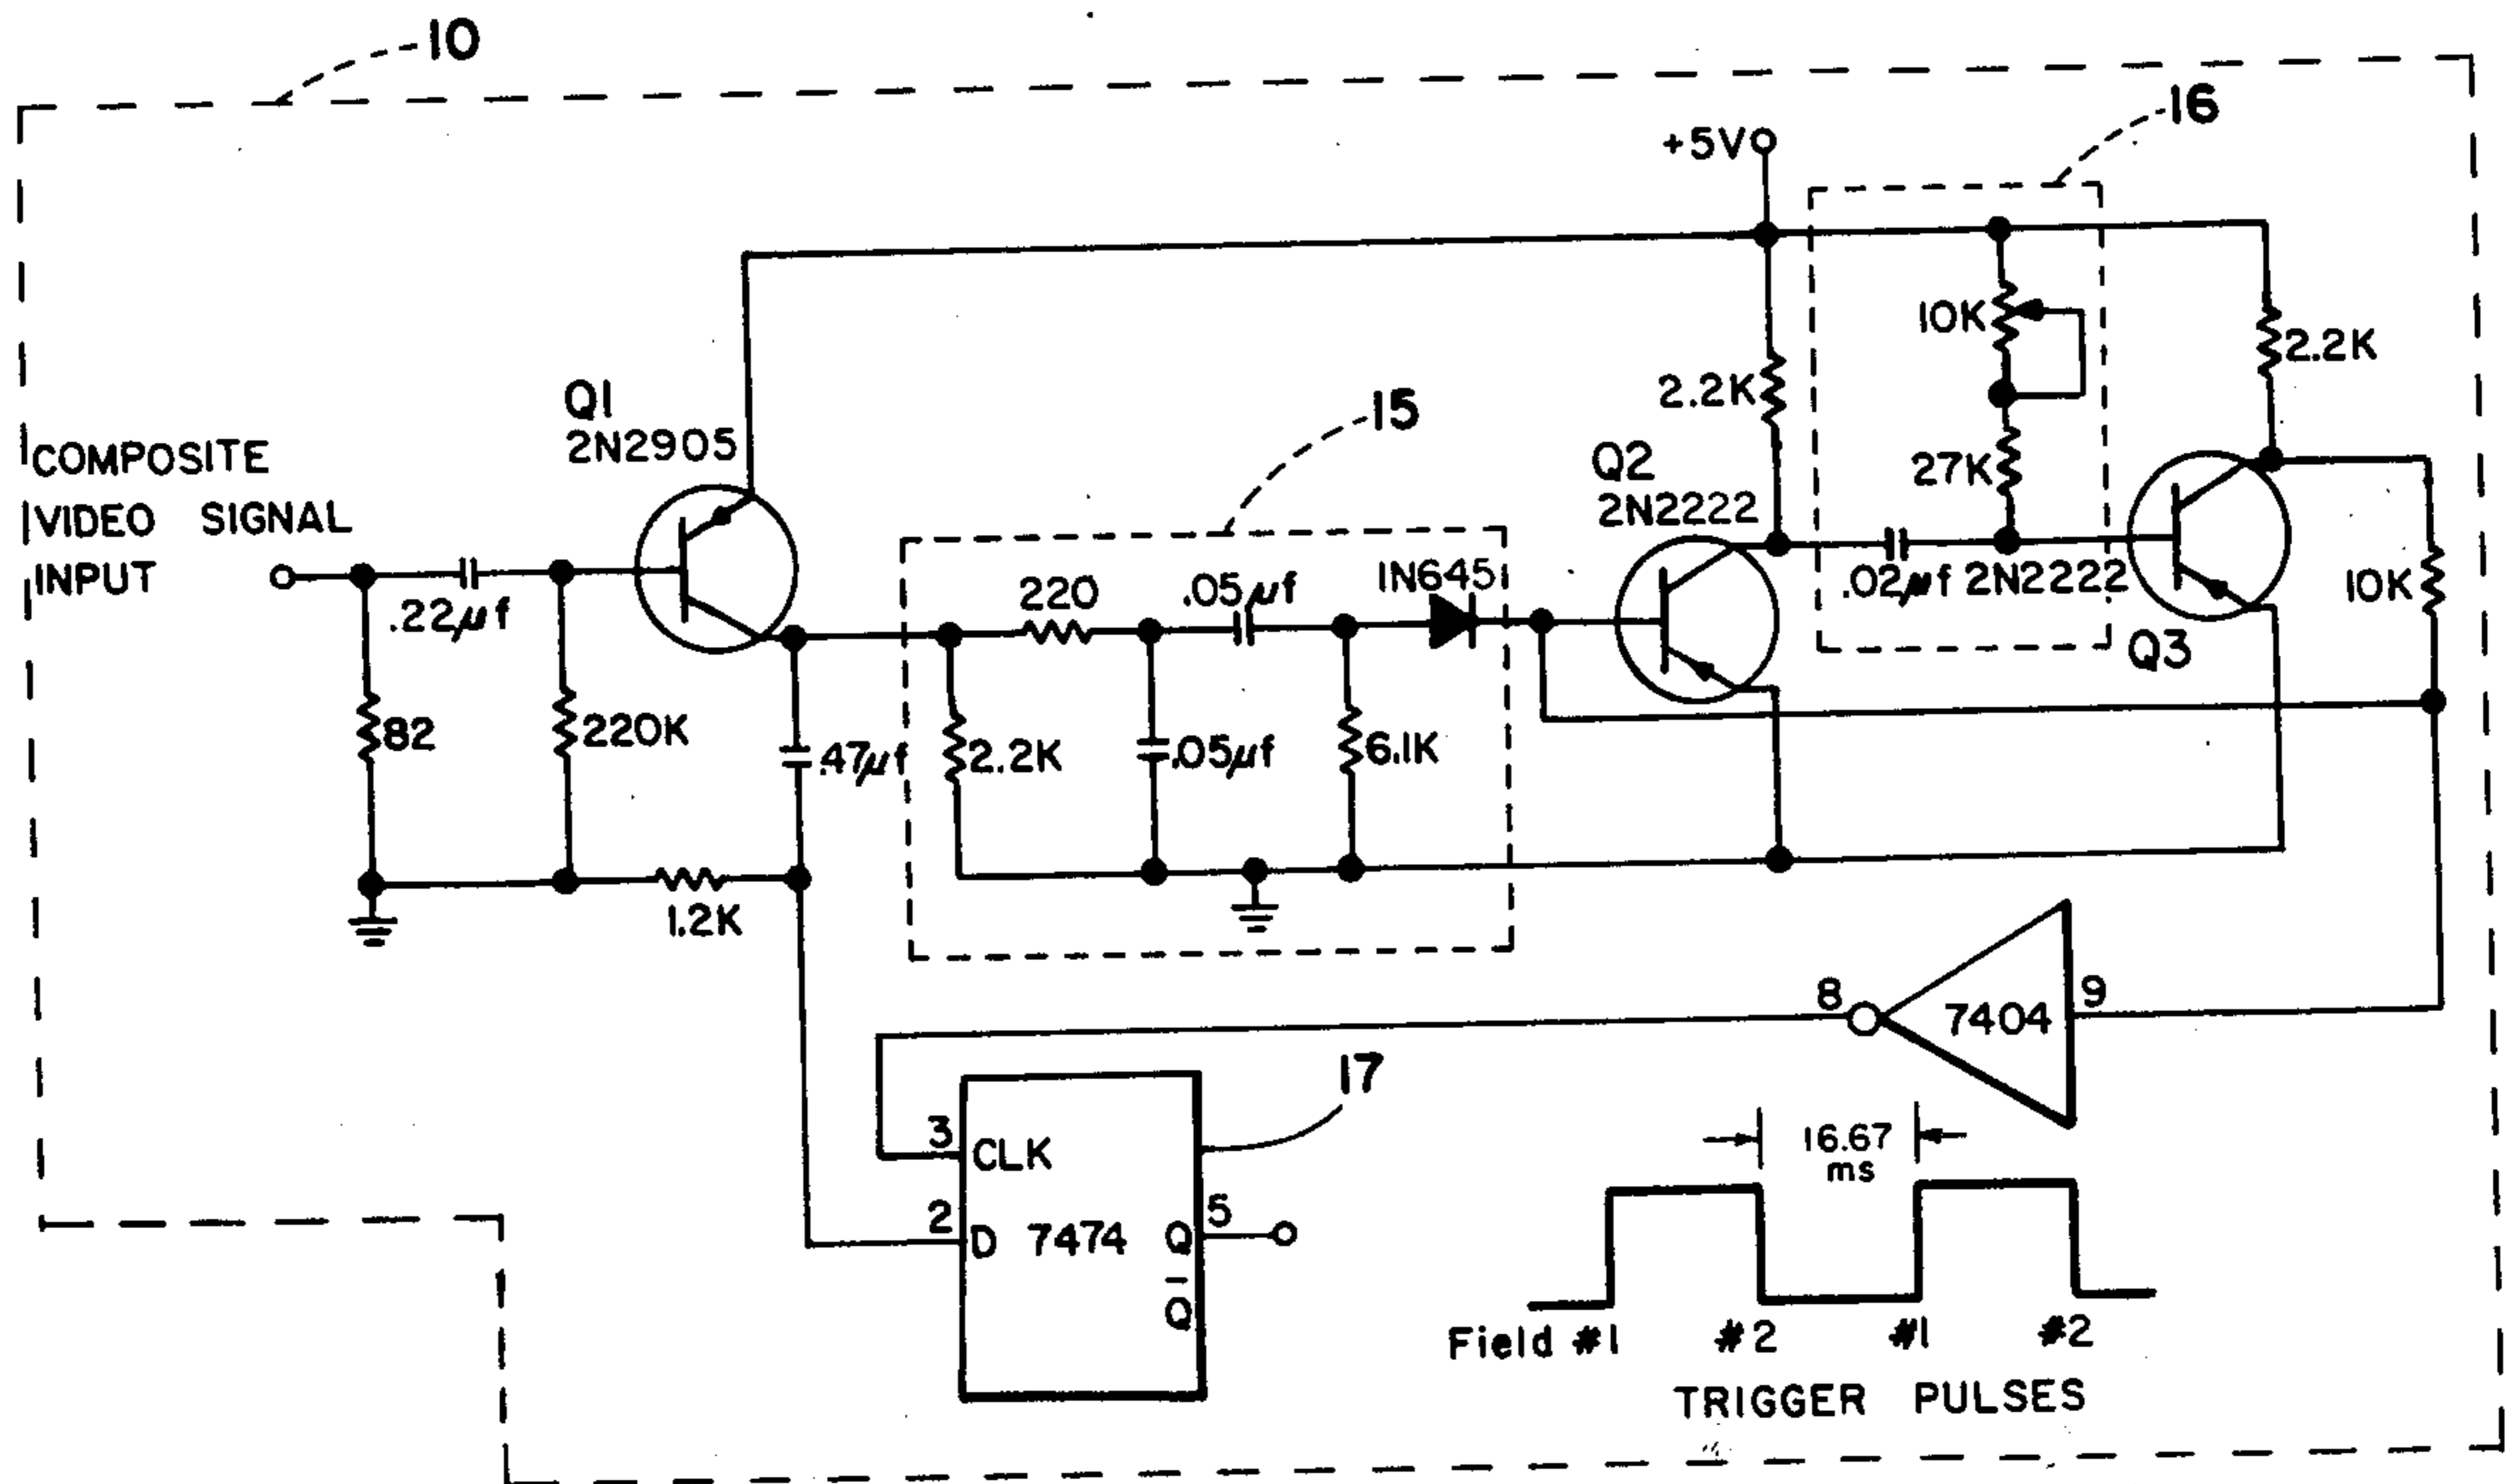 10
16
+5V
10K
2.2K
2.2K
15
Q1
2N2905
COMPOSITE
VIDEO SIGNAL
INPUT
Q2
2N2222
27K
.22µf
220
.05µf
1N645
.02µf
2N2222
10K
Q3
82
220K
.47µf
2.2K
.05µf
6.1K
1.2K
8
7404
9
17
3
CLK
2
D
7474
Q
5
Q̅
16.67
ms
Field #1
#2
#1
#2
TRIGGER PULSES